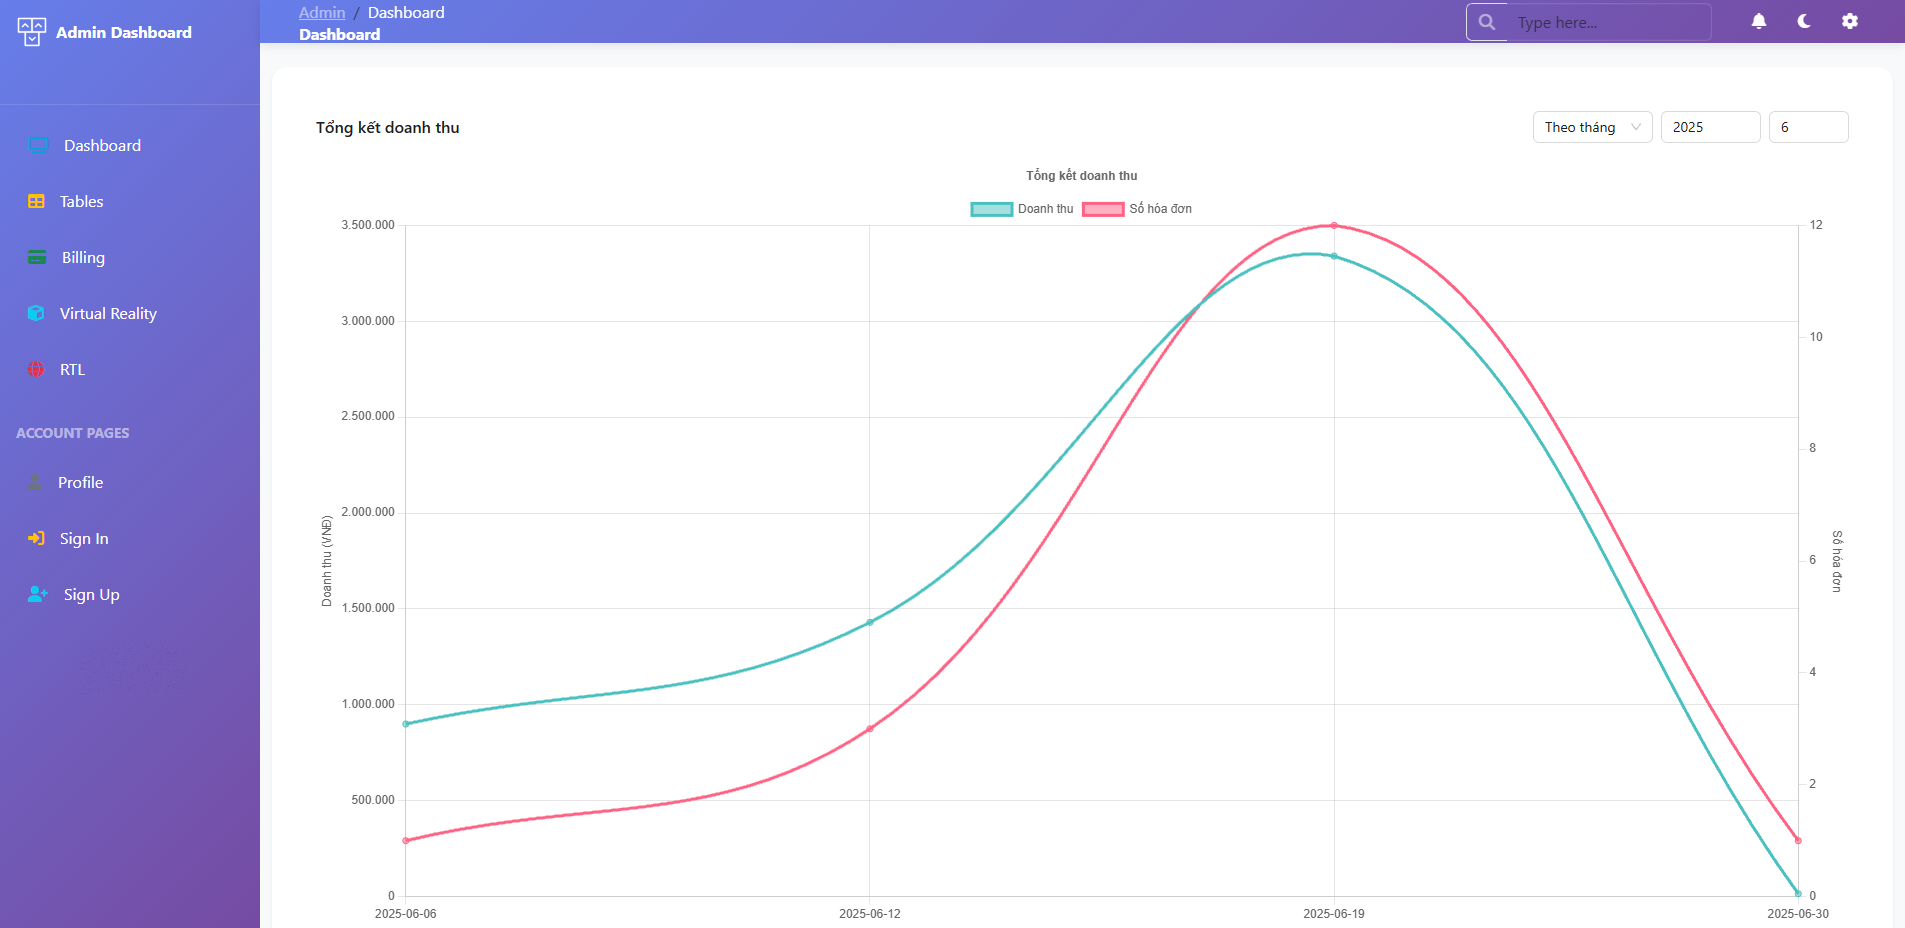 Admin Dashboard
Dashboard
Tables
Billing
Virtual Reality
RTL
ACCOUNT PAGES
Profile
Sign In
Sign Up
Admin / Dashboard
Dashboard
Type here...
Tổng kết doanh thu
Theo tháng
2025
6
Tổng kết doanh thu
Doanh thu
Số hóa đơn
Doanh thu (VNĐ)
3.500.000
3.000.000
2.500.000
2.000.000
1.500.000
1.000.000
500.000
0
12
10
8
6
4
2
0
Số hóa đơn
2025-06-06
2025-06-12
2025-06-19
2025-06-30